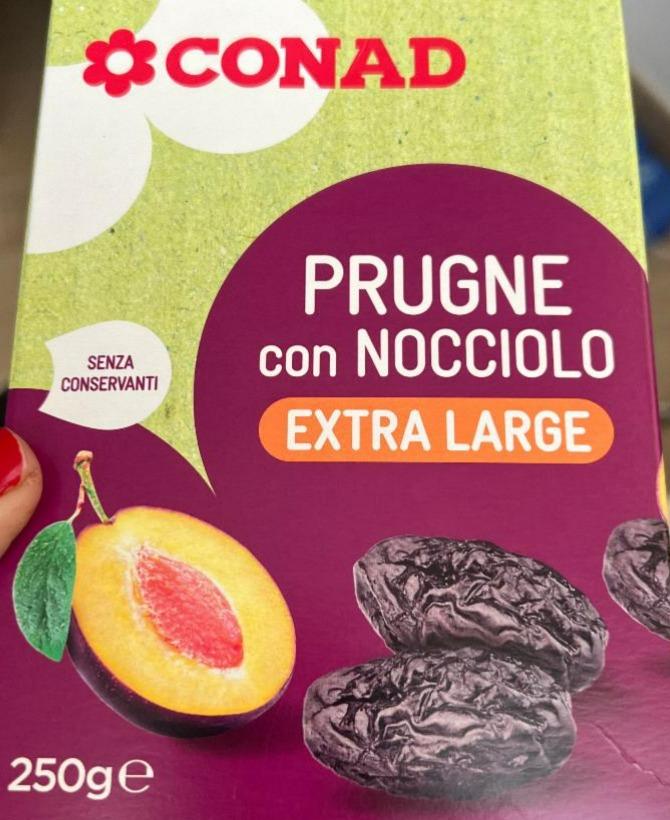 CONAD
PRUGNE
con NOCCIOLO
EXTRA LARGE
SENZA
CONSERVANTI
250g e